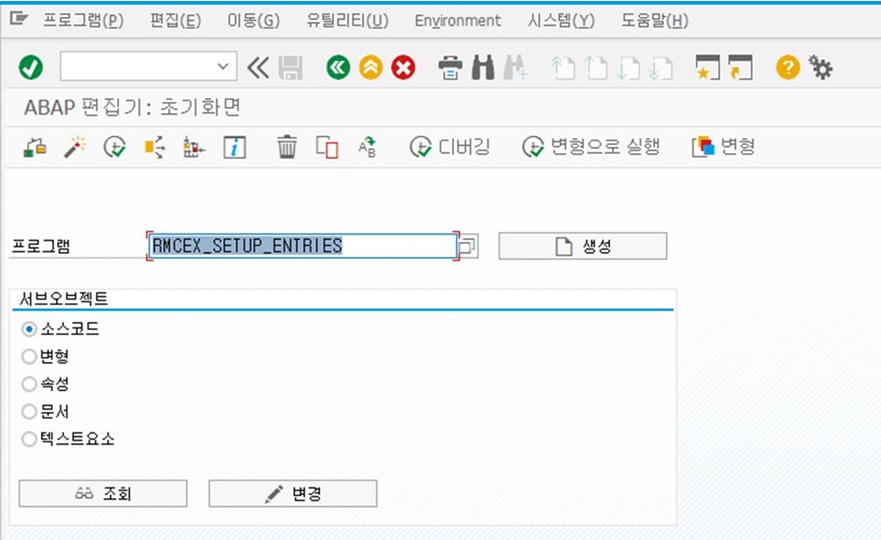 프로그램(P) 편집(E) 이동(G) 유틸리티(U) Environment 시스템(Y) 도움말(H)
ABAP 편집기: 초기화면
디버깅 변형으로 실행 변형
프로그램 RMCEX_SETUP_ENTRIES 생성
서브오브젝트
소스코드
변형
속성
문서
텍스트요소
조회 변경